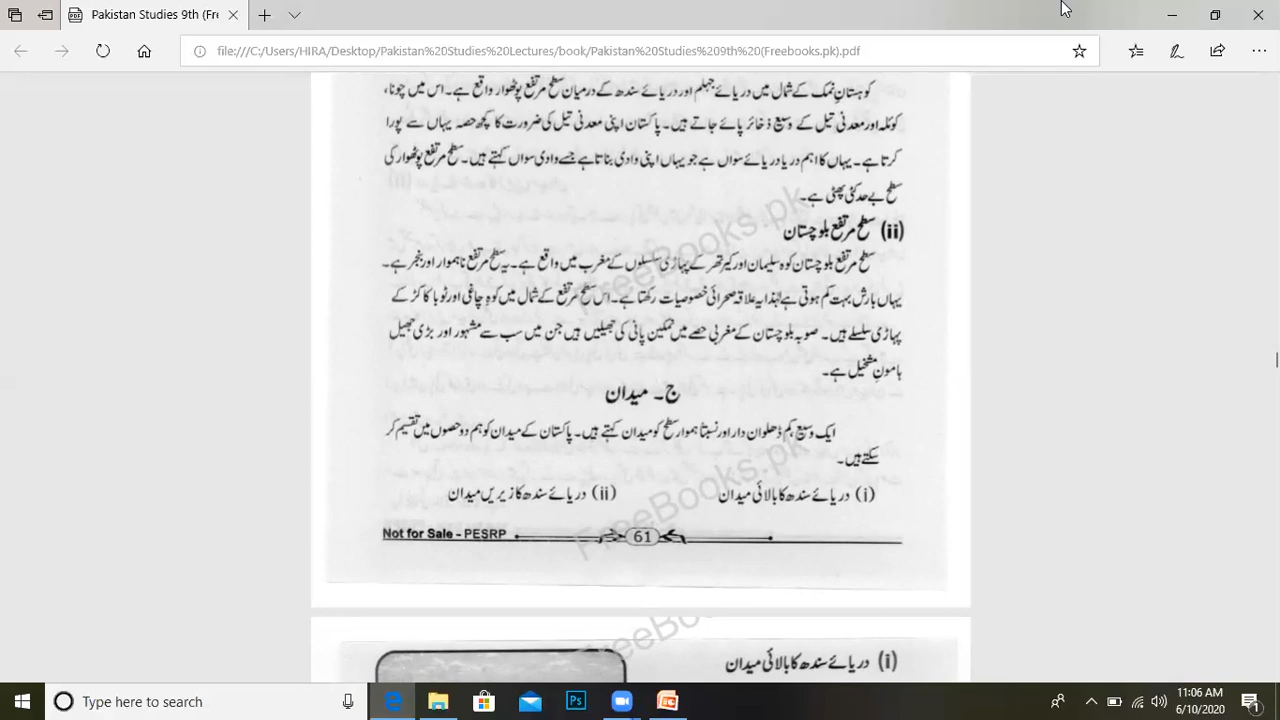 Pakistan Studies 9th (Fre
file:///C:/Users/HIRA/Desktop/Pakistan%20Studies%20Lectures/book/Pakistan%20Studies%209th%20(Freebooks.pk).pdf
کوہستانِ نمک کے شمال میں دریائے جہلم اور دریائے سندھ کے درمیان سطح مرتفع پوٹھوار واقع ہے۔ اس میں چونا،
کوئلہ اور معدنی تیل کے وسیع ذخائر پائے جاتے ہیں۔ پاکستان اپنی معدنی تیل کی ضرورت کا کچھ حصہ یہاں سے پورا
کرتا ہے۔ یہاں کا اہم دریا دریائے سواں ہے جو یہاں اپنی وادی بناتا ہے جسے وادی سواں کہتے ہیں۔ سطح مرتفع پوٹھوار کی
سطح بے حد کٹی پھٹی ہے۔
(ii) سطح مرتفع بلوچستان
سطح مرتفع بلوچستان کوہ سلیمان اور کیرتھر کے پہاڑی سلسلوں کے مغرب میں واقع ہے۔ یہ سطح مرتفع ناہموار اور بنجر ہے۔
یہاں بارش بہت کم ہوتی ہے لہٰذا یہ علاقہ صحرائی خصوصیات رکھتا ہے۔ اس سطح مرتفع کے شمال میں کوہِ چاغی اور ٹوبا کاکڑ کے
پہاڑی سلسلے ہیں۔ صوبہ بلوچستان کے مغربی حصے میں نمکین پانی کی جھیلیں ہیں جن میں سب سے مشہور اور بڑی جھیل
ہامونِ مشخیل ہے۔
ج۔ میدان
ایک وسیع، کم ڈھلوان دار اور نسبتاً ہموار سطح کو میدان کہتے ہیں۔ پاکستان کے میدان کو ہم دو حصوں میں تقسیم کر
سکتے ہیں۔
(i) دریائے سندھ کا بالائی میدان (ii) دریائے سندھ کا زیریں میدان
Not for Sale - PESRP 61
FreeBooks.pk
FreeBooks.pk
FreeBo
(i) دریائے سندھ کا بالائی میدان
Type here to search
11:06 AM
6/10/2020